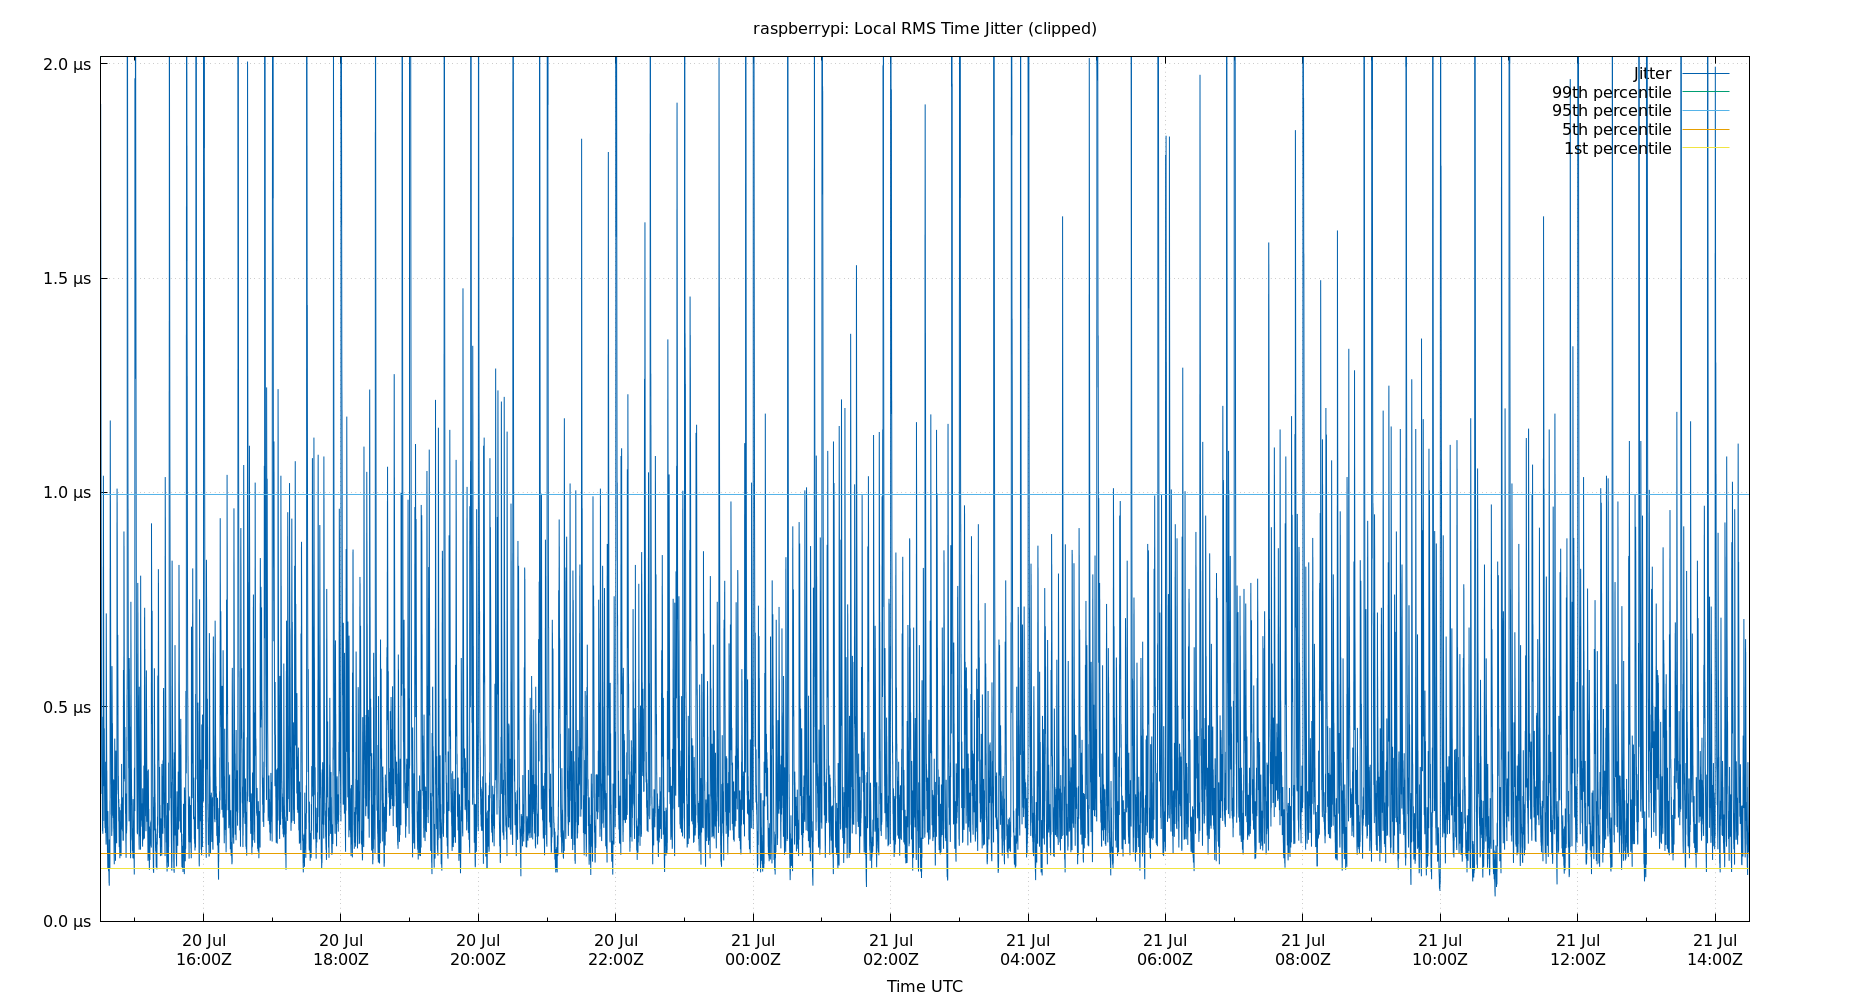 raspberrypi: Local RMS Time Jitter (clipped)
2.0 μs
1.5 μs
1.0 μs
0.5 μs
0.0 μs
Jitter
99th percentile
95th percentile
5th percentile
1st percentile
20 Jul 20 Jul 20 Jul 20 Jul 21 Jul 21 Jul 21 Jul 21 Jul 21 Jul 21 Jul 21 Jul 21 Jul
16:00Z 18:00Z 20:00Z 22:00Z 00:00Z 02:00Z 04:00Z 06:00Z 08:00Z 10:00Z 12:00Z 14:00Z
Time UTC